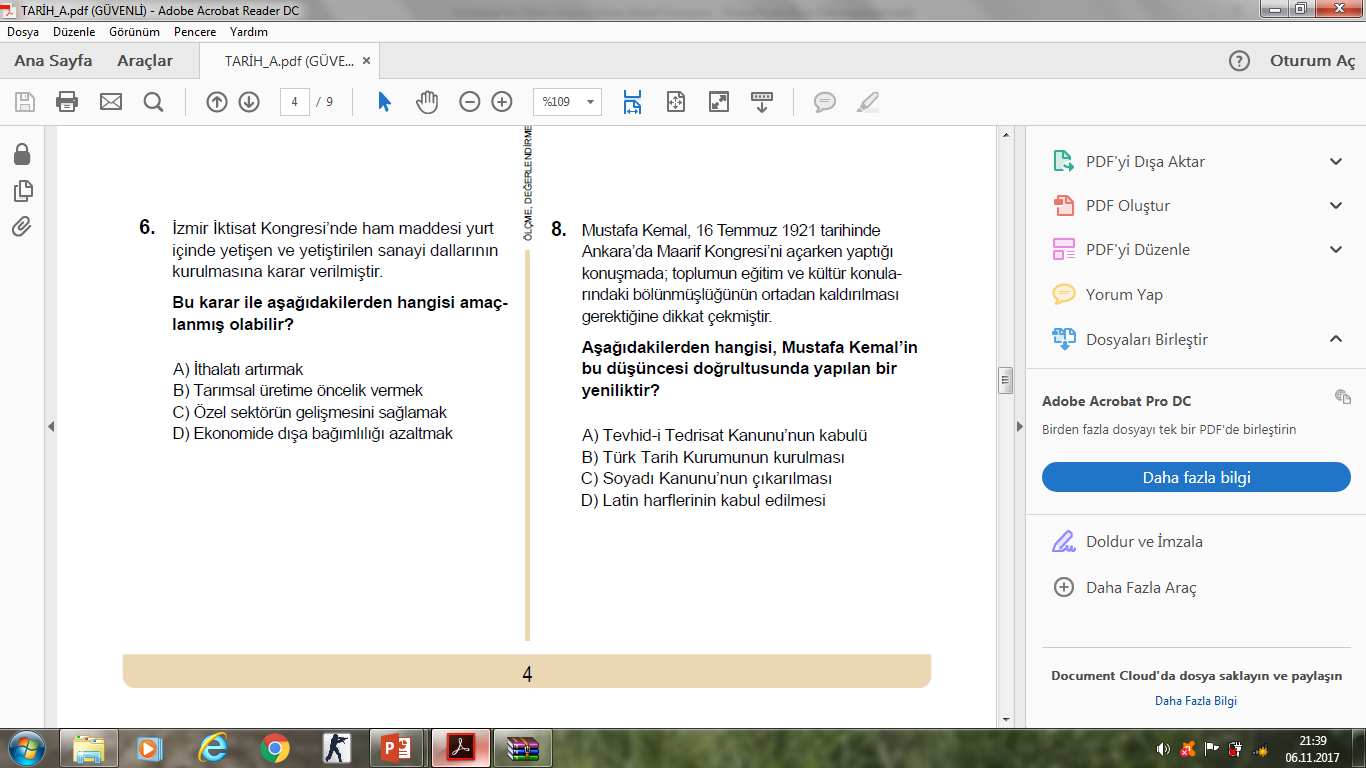 TARİH_A.pdf (GÜVENLİ) - Adobe Acrobat Reader DC
Dosya Düzenle Görünüm Pencere Yardım
Ana Sayfa Araçlar TARİH_A.pdf (GÜVE... × Oturum Aç
4 / 9 %109
ÖLÇME, DEĞERLENDİRME
6. İzmir İktisat Kongresi’nde ham maddesi yurt
içinde yetişen ve yetiştirilen sanayi dallarının
kurulmasına karar verilmiştir.
Bu karar ile aşağıdakilerden hangisi amaç-
lanmış olabilir?
A) İthalatı artırmak
B) Tarımsal üretime öncelik vermek
C) Özel sektörün gelişmesini sağlamak
D) Ekonomide dışa bağımlılığı azaltmak
8. Mustafa Kemal, 16 Temmuz 1921 tarihinde
Ankara’da Maarif Kongresi’ni açarken yaptığı
konuşmada; toplumun eğitim ve kültür konula-
rındaki bölünmüşlüğünün ortadan kaldırılması
gerektiğine dikkat çekmiştir.
Aşağıdakilerden hangisi, Mustafa Kemal’in
bu düşüncesi doğrultusunda yapılan bir
yeniliktir?
A) Tevhid-i Tedrisat Kanunu’nun kabulü
B) Türk Tarih Kurumunun kurulması
C) Soyadı Kanunu’nun çıkarılması
D) Latin harflerinin kabul edilmesi
4
PDF'yi Dışa Aktar
PDF Oluştur
PDF'yi Düzenle
Yorum Yap
Dosyaları Birleştir
Adobe Acrobat Pro DC
Birden fazla dosyayı tek bir PDF'de birleştirin
Daha fazla bilgi
Doldur ve İmzala
Daha Fazla Araç
Document Cloud'da dosya saklayın ve paylaşın
Daha Fazla Bilgi
21:39
06.11.2017